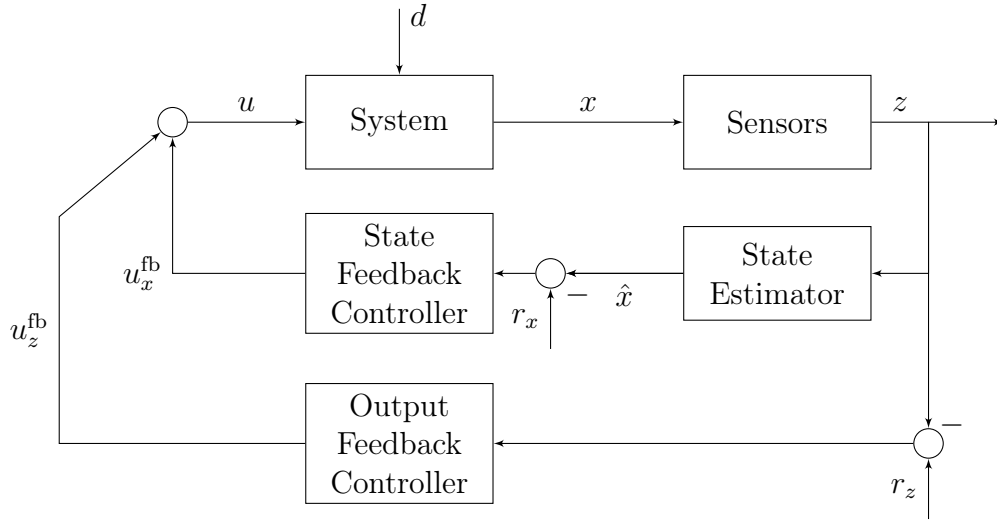 d
u
System
x
Sensors
z
State
Feedback
Controller
State
Estimator
u_x^fb
r_x
−
x̂
u_z^fb
Output
Feedback
Controller
−
r_z